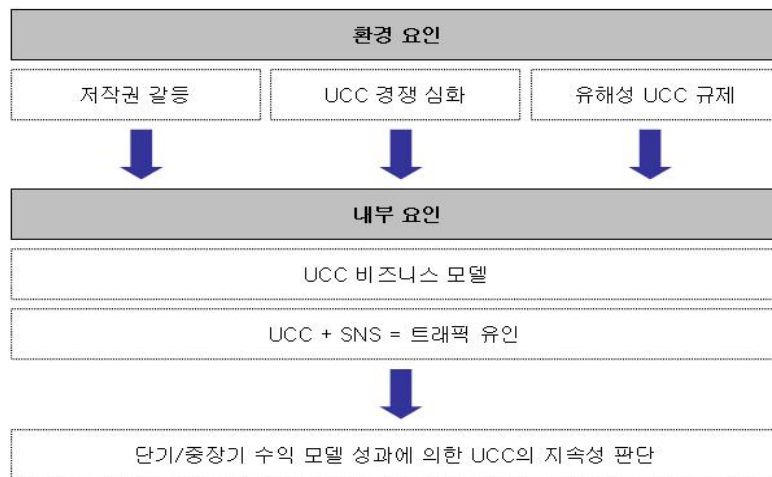 환경 요인
저작권 갈등
UCC 경쟁 심화
유해성 UCC 규제
내부 요인
UCC 비즈니스 모델
UCC + SNS = 트래픽 유인
단기/중장기 수익 모델 성과에 의한 UCC의 지속성 판단